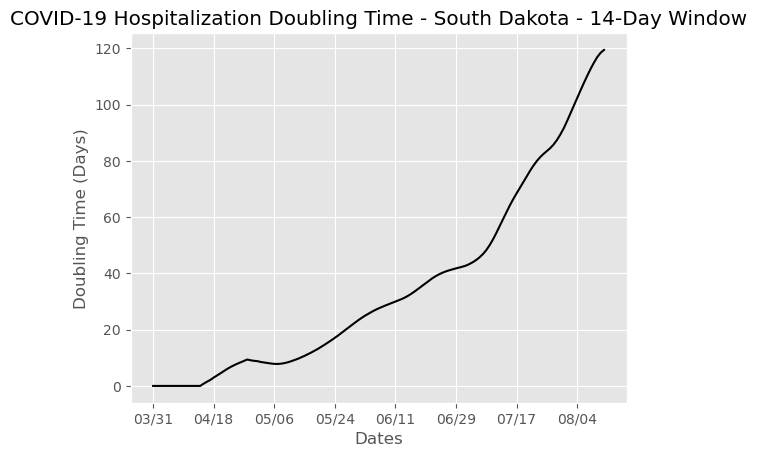 COVID-19 Hospitalization Doubling Time - South Dakota - 14-Day Window
120
100
80
60
40
20
0
Doubling Time (Days)
03/31 04/18 05/06 05/24 06/11 06/29 07/17 08/04
Dates